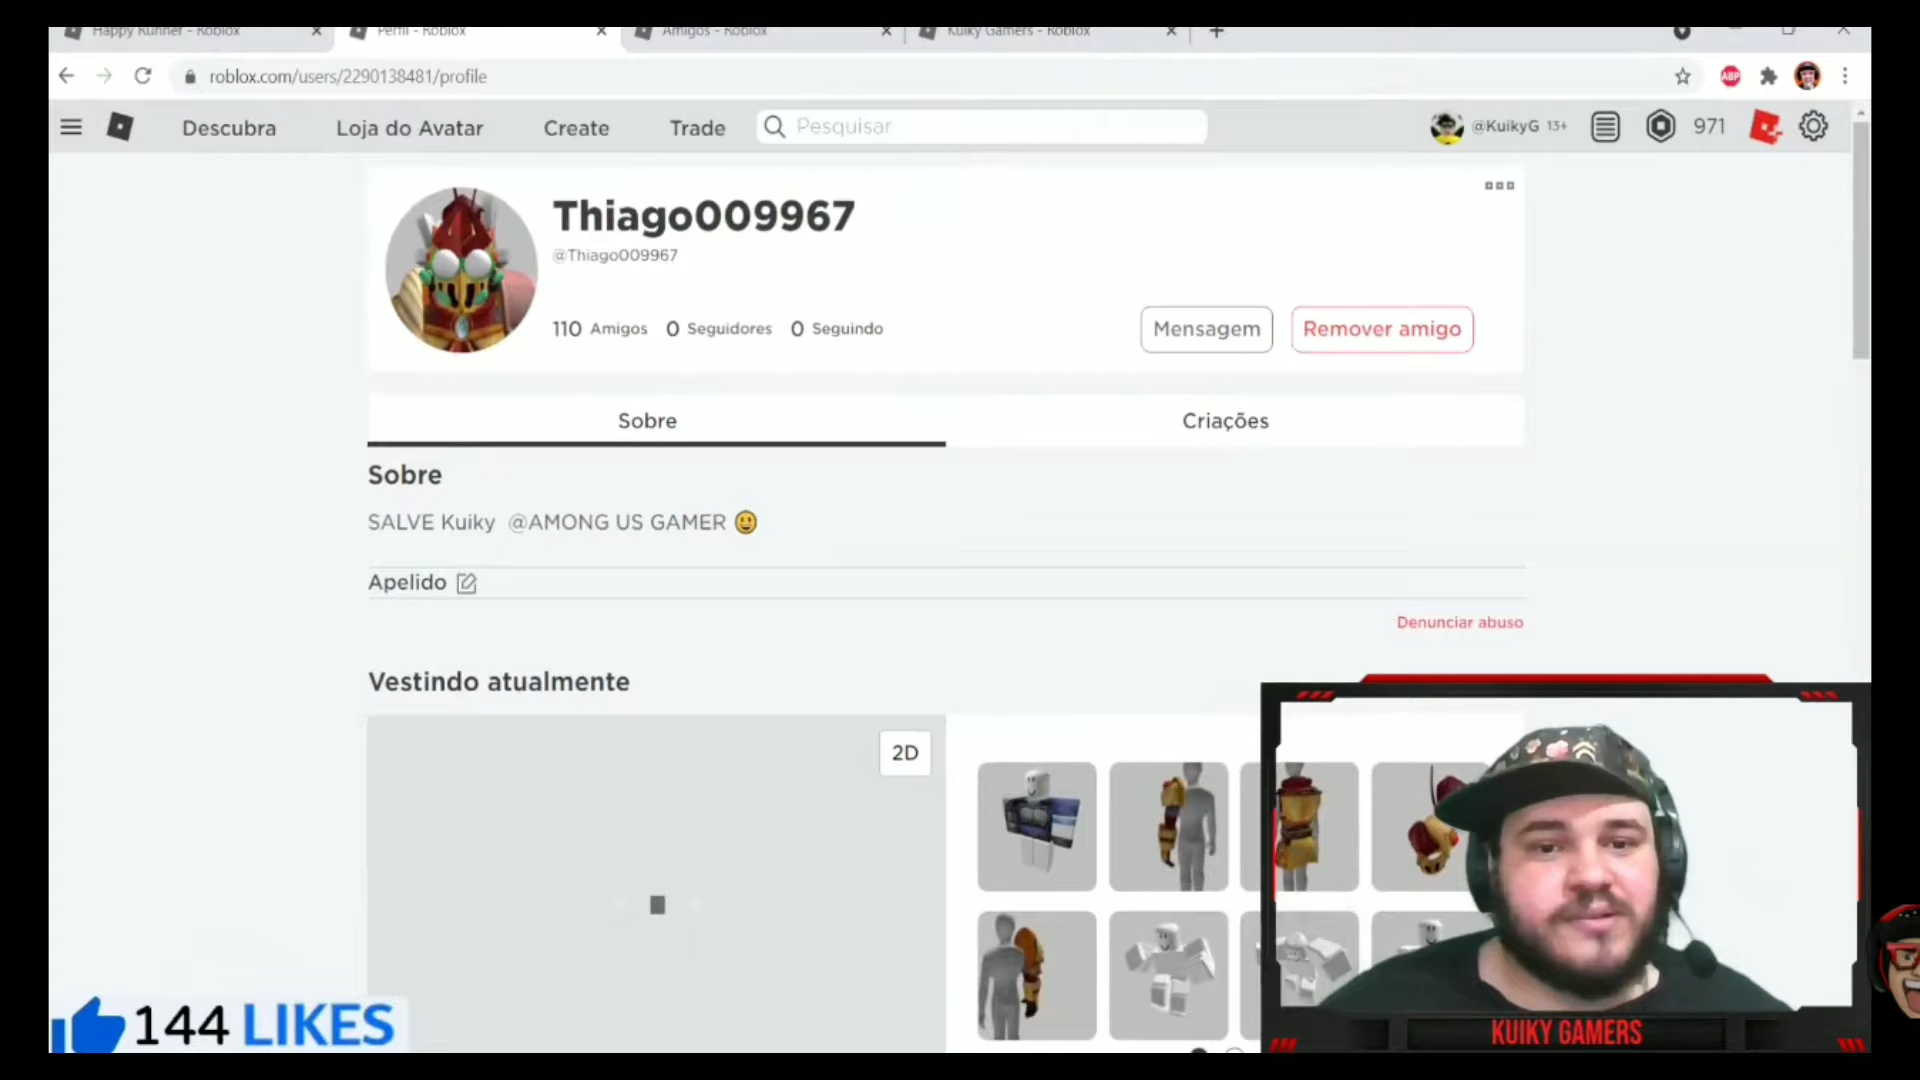 Happy Runner - Roblox
Perfil - Roblox
Amigos - Roblox
Kuiky Gamers - Roblox
roblox.com/users/2290138481/profile
ABP
Descubra
Loja do Avatar
Create
Trade
Pesquisar
@KuikyG 13+
971
Thiago009967
@Thiago009967
110 Amigos 0 Seguidores 0 Seguindo
Mensagem
Remover amigo
Sobre
Criações
Sobre
SALVE Kuiky @AMONG US GAMER 😀
Apelido
Denunciar abuso
Vestindo atualmente
2D
144 LIKES
KUIKY GAMERS